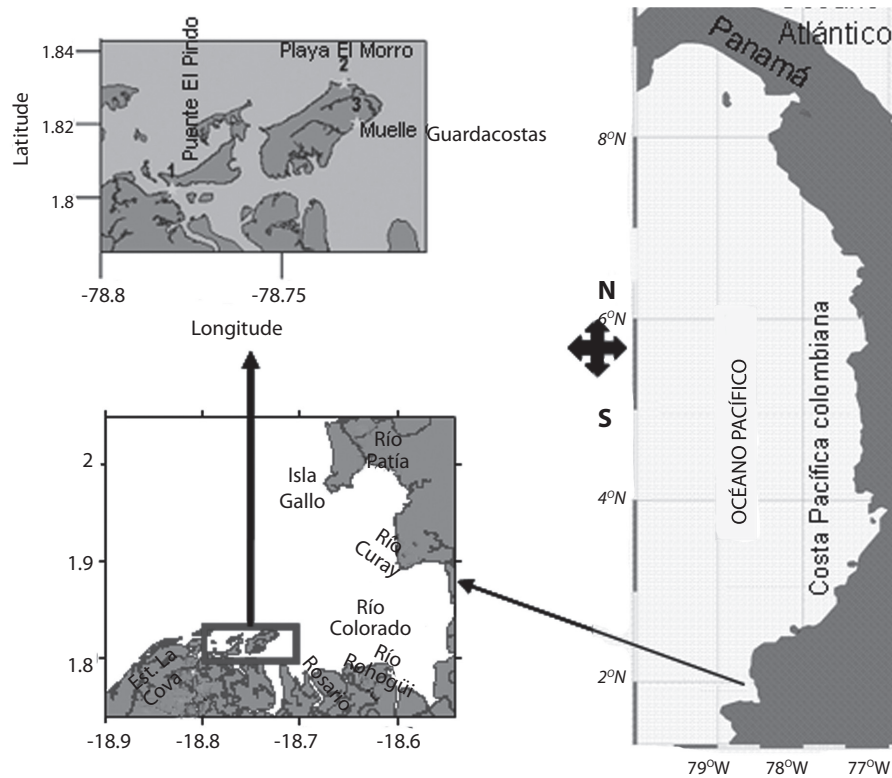 1.84
1.82
1.8
Latitude
Puente El Pindo
Playa El Morro
2
3
1
Muelle Guardacostas
-78.8
-78.75
Longitude
2
1.9
1.8
-18.9
-18.8
-18.7
-18.6
Isla
Gallo
Río
Patía
Río
Curay
Río
Colorado
Est. La
Cova
Rosario
Río
Rohogüi
N
S
Atlántico
Panamá
8°N
6°N
4°N
2°N
OCÉANO PACÍFICO
Costa Pacífica colombiana
79°W
78°W
77°W